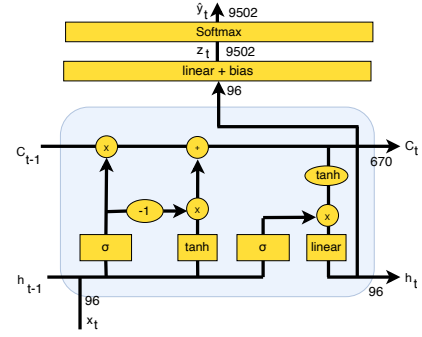 ŷt 9502
Softmax
zt 9502
linear + bias
96
Ct-1 x + Ct
670
tanh
-1 x x
σ tanh σ linear
ht-1 ht
96 96
xt